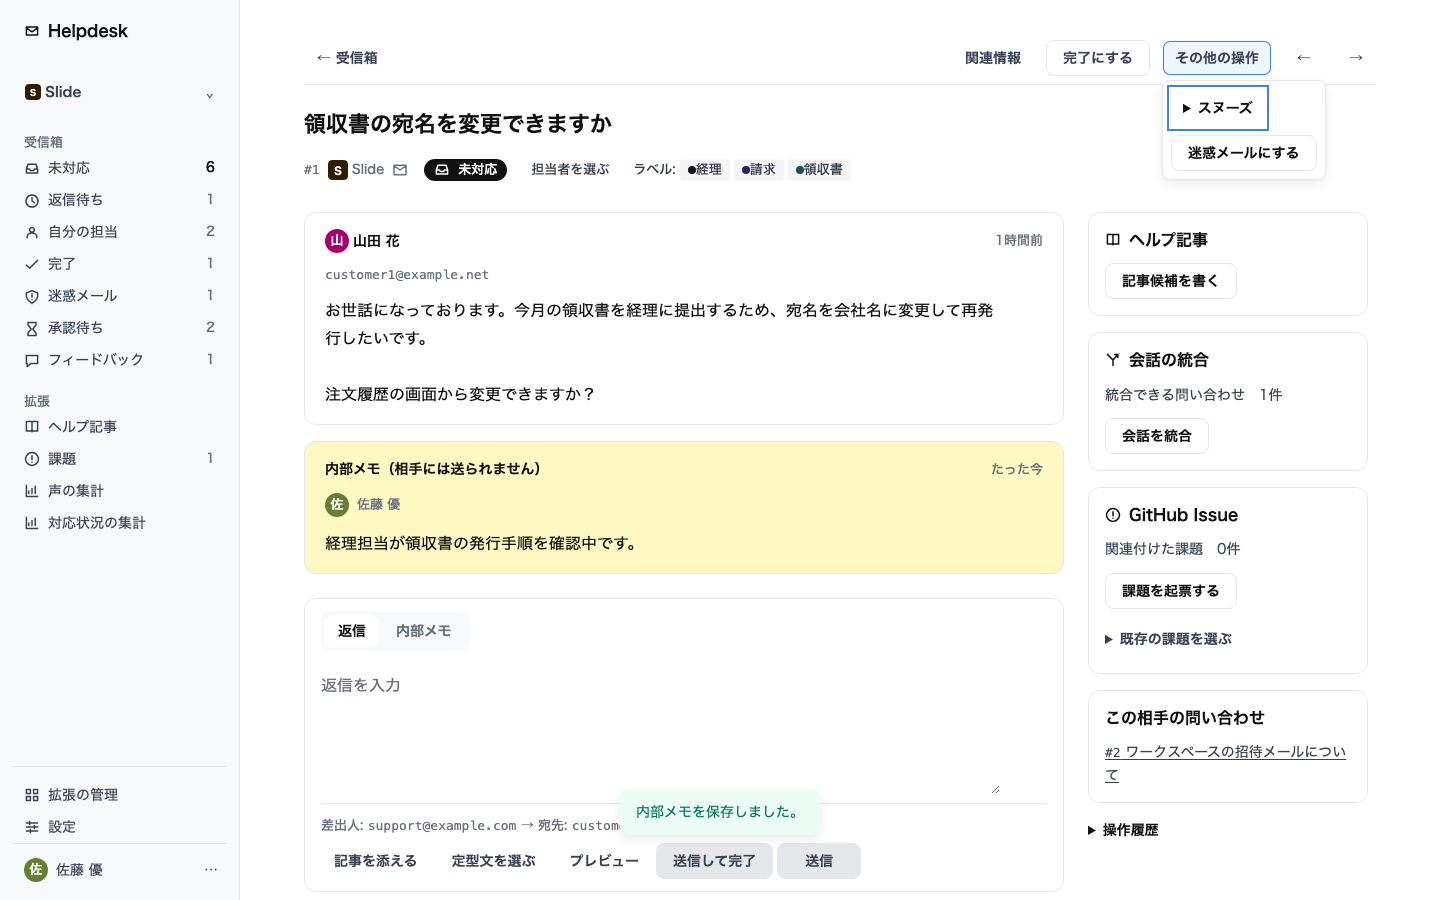 Helpdesk
S Slide
受信箱
未対応 6
返信待ち 1
自分の担当 2
完了 1
迷惑メール 1
承認待ち 2
フィードバック 1
拡張
ヘルプ記事
課題 1
声の集計
対応状況の集計
拡張の管理
設定
佐 佐藤 優 …
← 受信箱 関連情報 完了にする その他の操作 ← →
▶ スヌーズ
迷惑メールにする
領収書の宛名を変更できますか
#1 S Slide 未対応 担当者を選ぶ ラベル: ●経理 ●請求 ●領収書
山 山田 花 1時間前
customer1@example.net
お世話になっております。今月の領収書を経理に提出するため、宛名を会社名に変更して再発
行したいです。
注文履歴の画面から変更できますか？
内部メモ（相手には送られません） たった今
佐 佐藤 優
経理担当が領収書の発行手順を確認中です。
返信 内部メモ
返信を入力
差出人: support@example.com → 宛先: custom
内部メモを保存しました。
記事を添える 定型文を選ぶ プレビュー 送信して完了 送信
ヘルプ記事
記事候補を書く
会話の統合
統合できる問い合わせ 1件
会話を統合
GitHub Issue
関連付けた課題 0件
課題を起票する
▶ 既存の課題を選ぶ
この相手の問い合わせ
#2 ワークスペースの招待メールについ
て
▶ 操作履歴